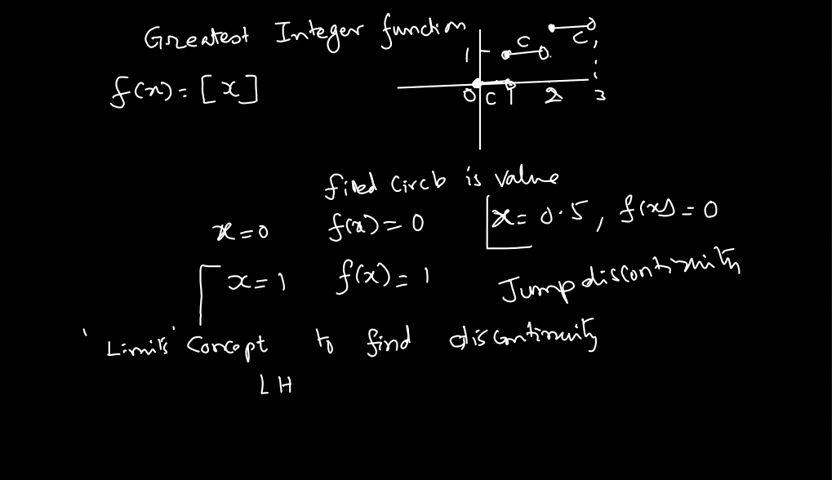 Greatest Integer function
f(x) = [x]
1 C C
0 C 1 2 3
filled circle is value
x=0 f(x)=0 x=0.5, f(x)=0
x=1 f(x)=1 Jump discontinuity
'Limits' Concept to find discontinuity
LH